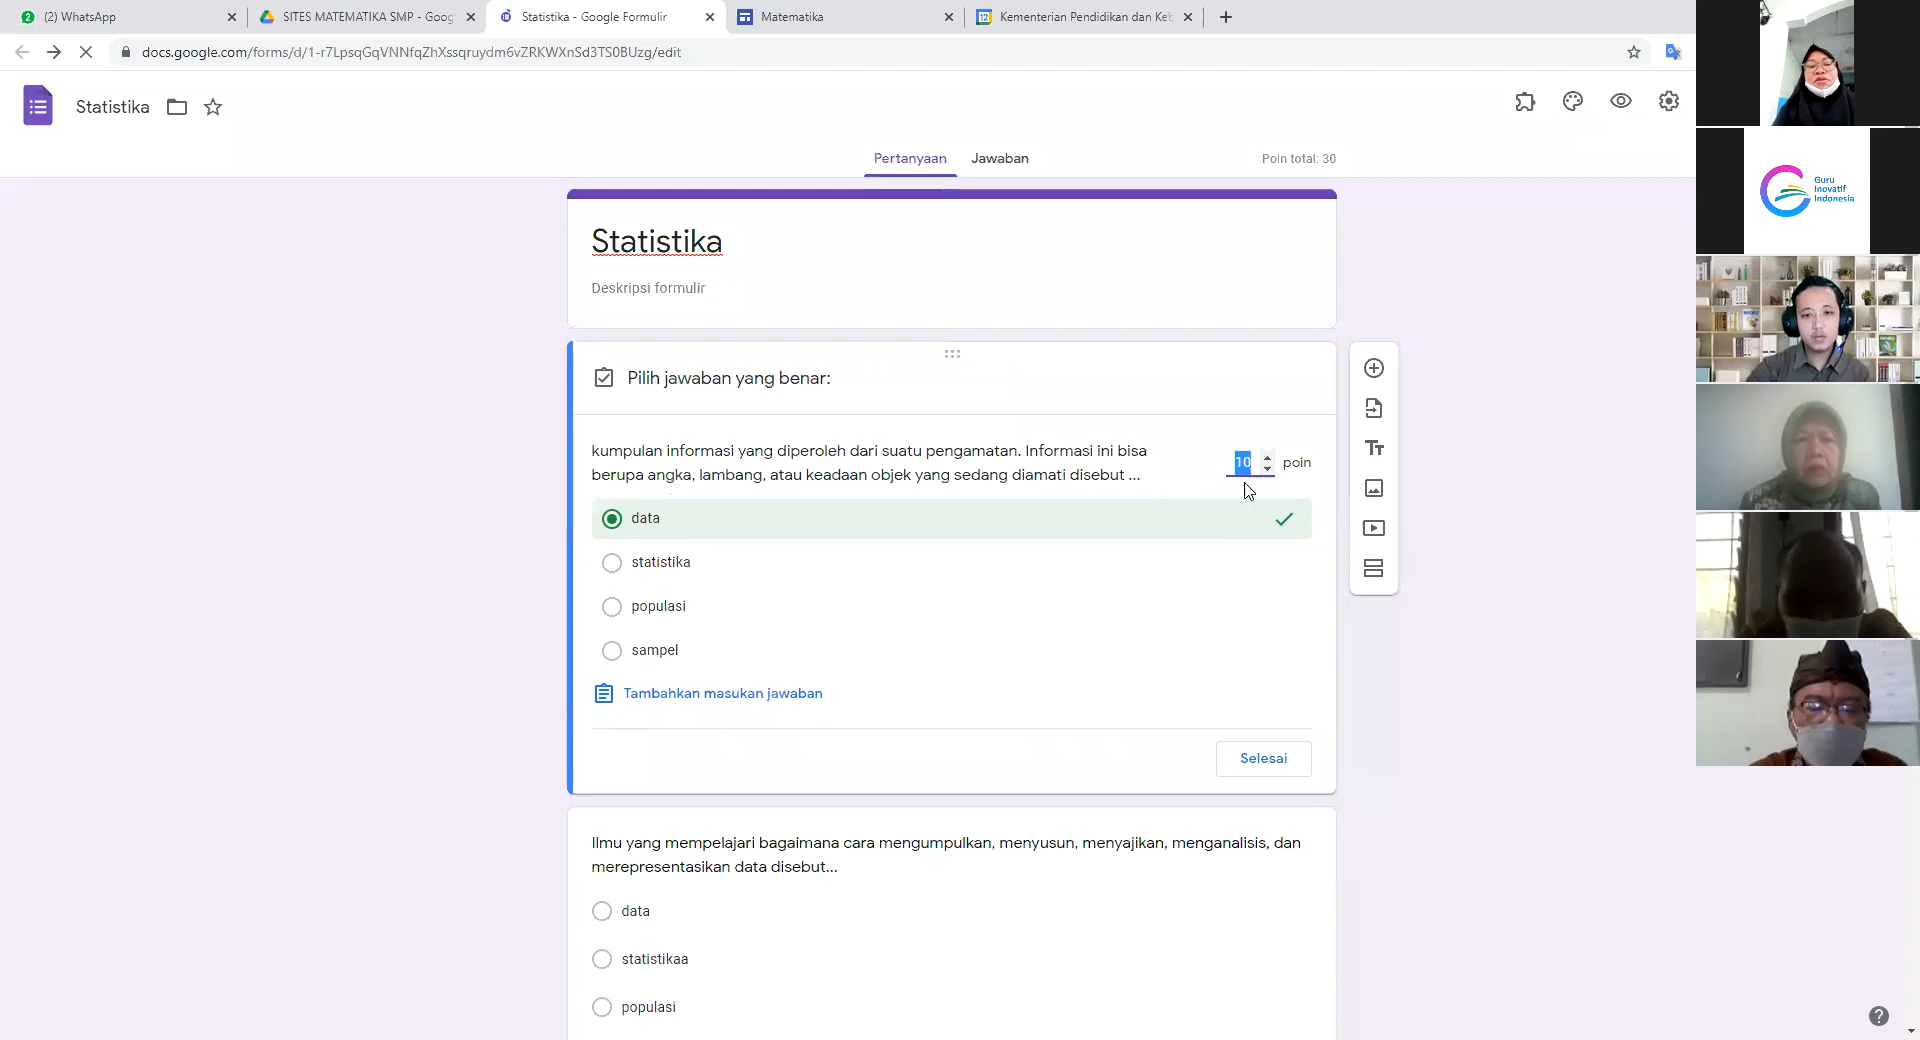 (2) WhatsApp
SITES MATEMATIKA SMP - Goog
Statistika - Google Formulir
Matematika
Kementerian Pendidikan dan Keb
docs.google.com/forms/d/1-r7LpsqGqVNNfqZhXssqruydm6vZRKWXnSd3TS0BUzg/edit
Statistika
Pertanyaan
Jawaban
Poin total: 30
Statistika
Deskripsi formulir
Pilih jawaban yang benar:
kumpulan informasi yang diperoleh dari suatu pengamatan. Informasi ini bisa
berupa angka, lambang, atau keadaan objek yang sedang diamati disebut ...
10 poin
data
statistika
populasi
sampel
Tambahkan masukan jawaban
Selesai
Ilmu yang mempelajari bagaimana cara mengumpulkan, menyusun, menyajikan, menganalisis, dan
merepresentasikan data disebut...
data
statistikaa
populasi
Guru
Inovatif
Indonesia